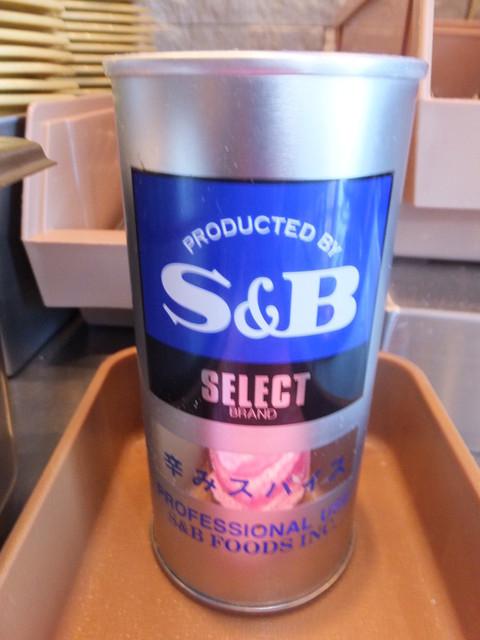 PRODUCTED BY
S&B
SELECT
BRAND
辛みスパイス
PROFESSIONAL USE
S&B FOODS INC.